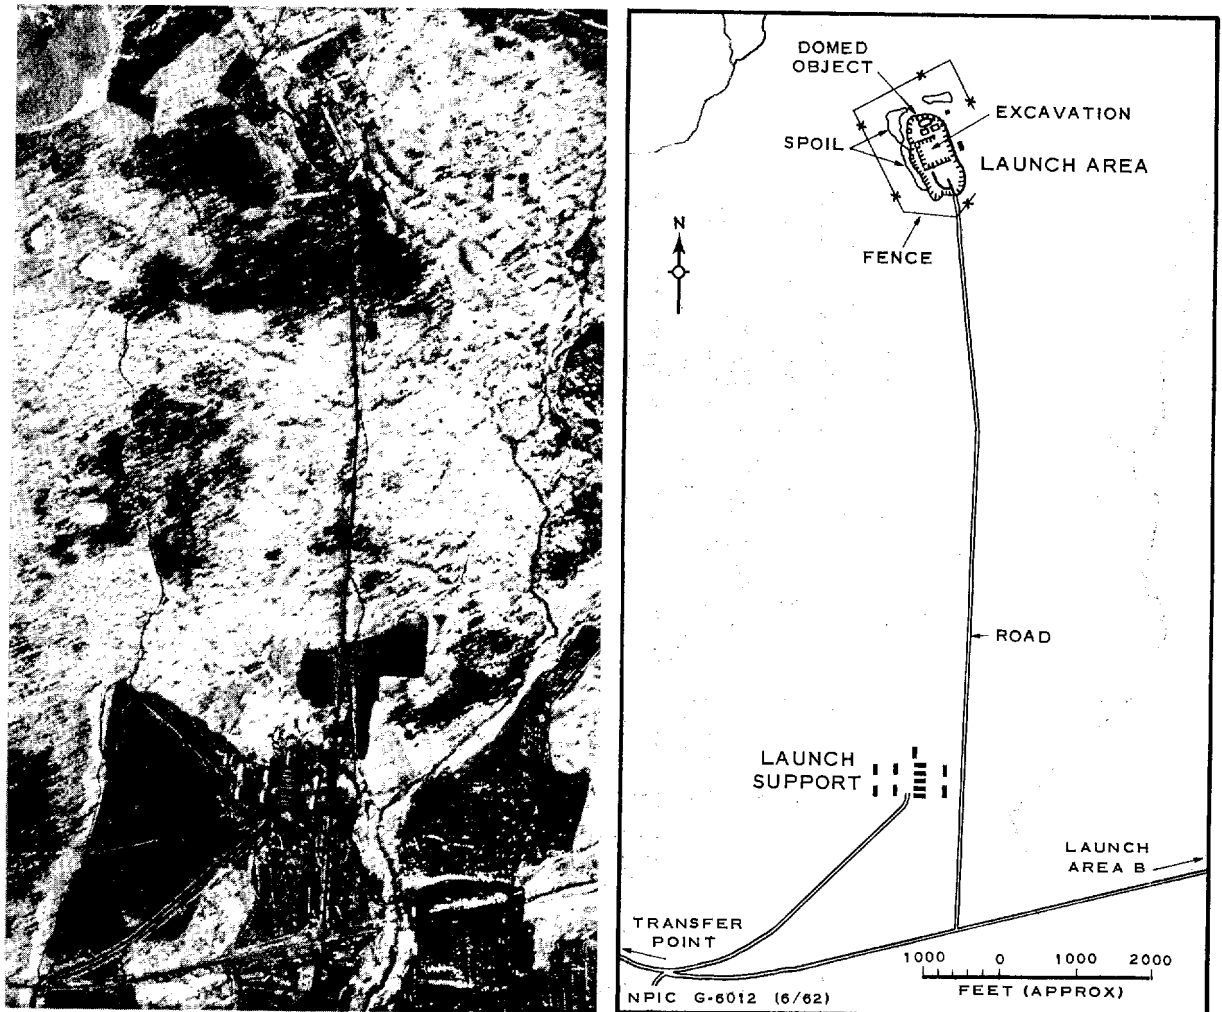 DOMED
OBJECT
EXCAVATION
SPOIL
LAUNCH AREA
N
FENCE
ROAD
LAUNCH
SUPPORT
LAUNCH
AREA B
TRANSFER
POINT
1000 0 1000 2000
FEET (APPROX)
NPIC G-6012 (6/62)